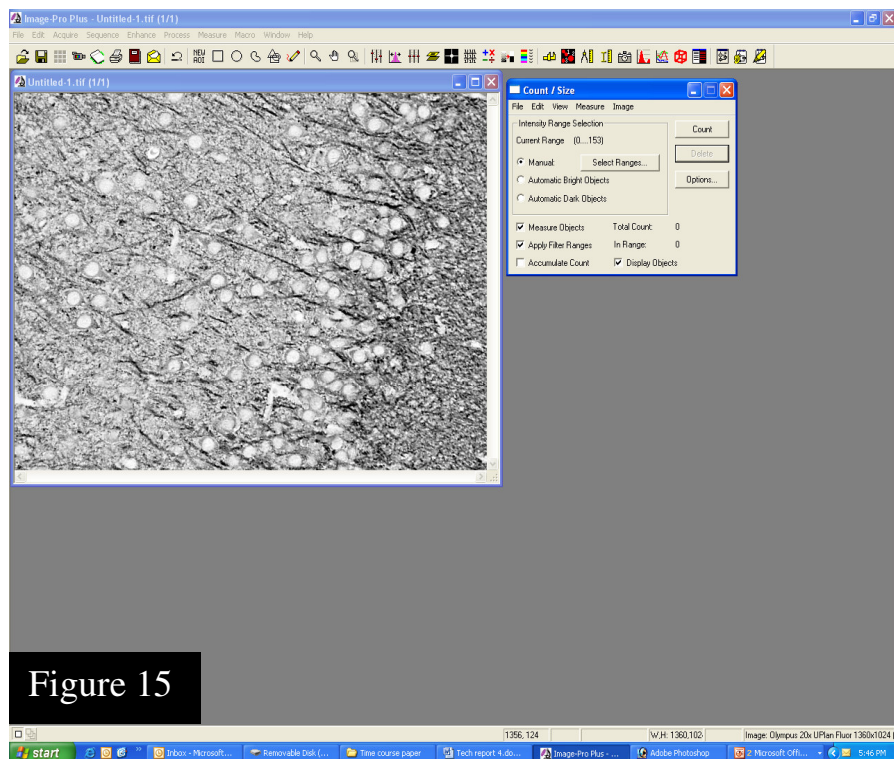 Image-Pro Plus - Untitled-1.tif (1/1)
File Edit Acquire Sequence Enhance Process Measure Macro Window Help
NEW AOI
Untitled-1.tif (1/1)
Count / Size
File Edit View Measure Image
Intensity Range Selection
Current Range (0....153)
Manual: Select Ranges...
Automatic Bright Objects
Automatic Dark Objects
Count
Delete
Options...
Measure Objects Total Count: 0
Apply Filter Ranges In Range: 0
Accumulate Count Display Objects
Figure 15
1356, 124 W,H: 1360,102 Image: Olympus 20x UPlan Fluor 1360x1024
start Inbox - Microsoft... Removable Disk (... Time course paper Tech report 4.do... Image-Pro Plus - ... Adobe Photoshop 2 Microsoft Offi... 5:46 PM